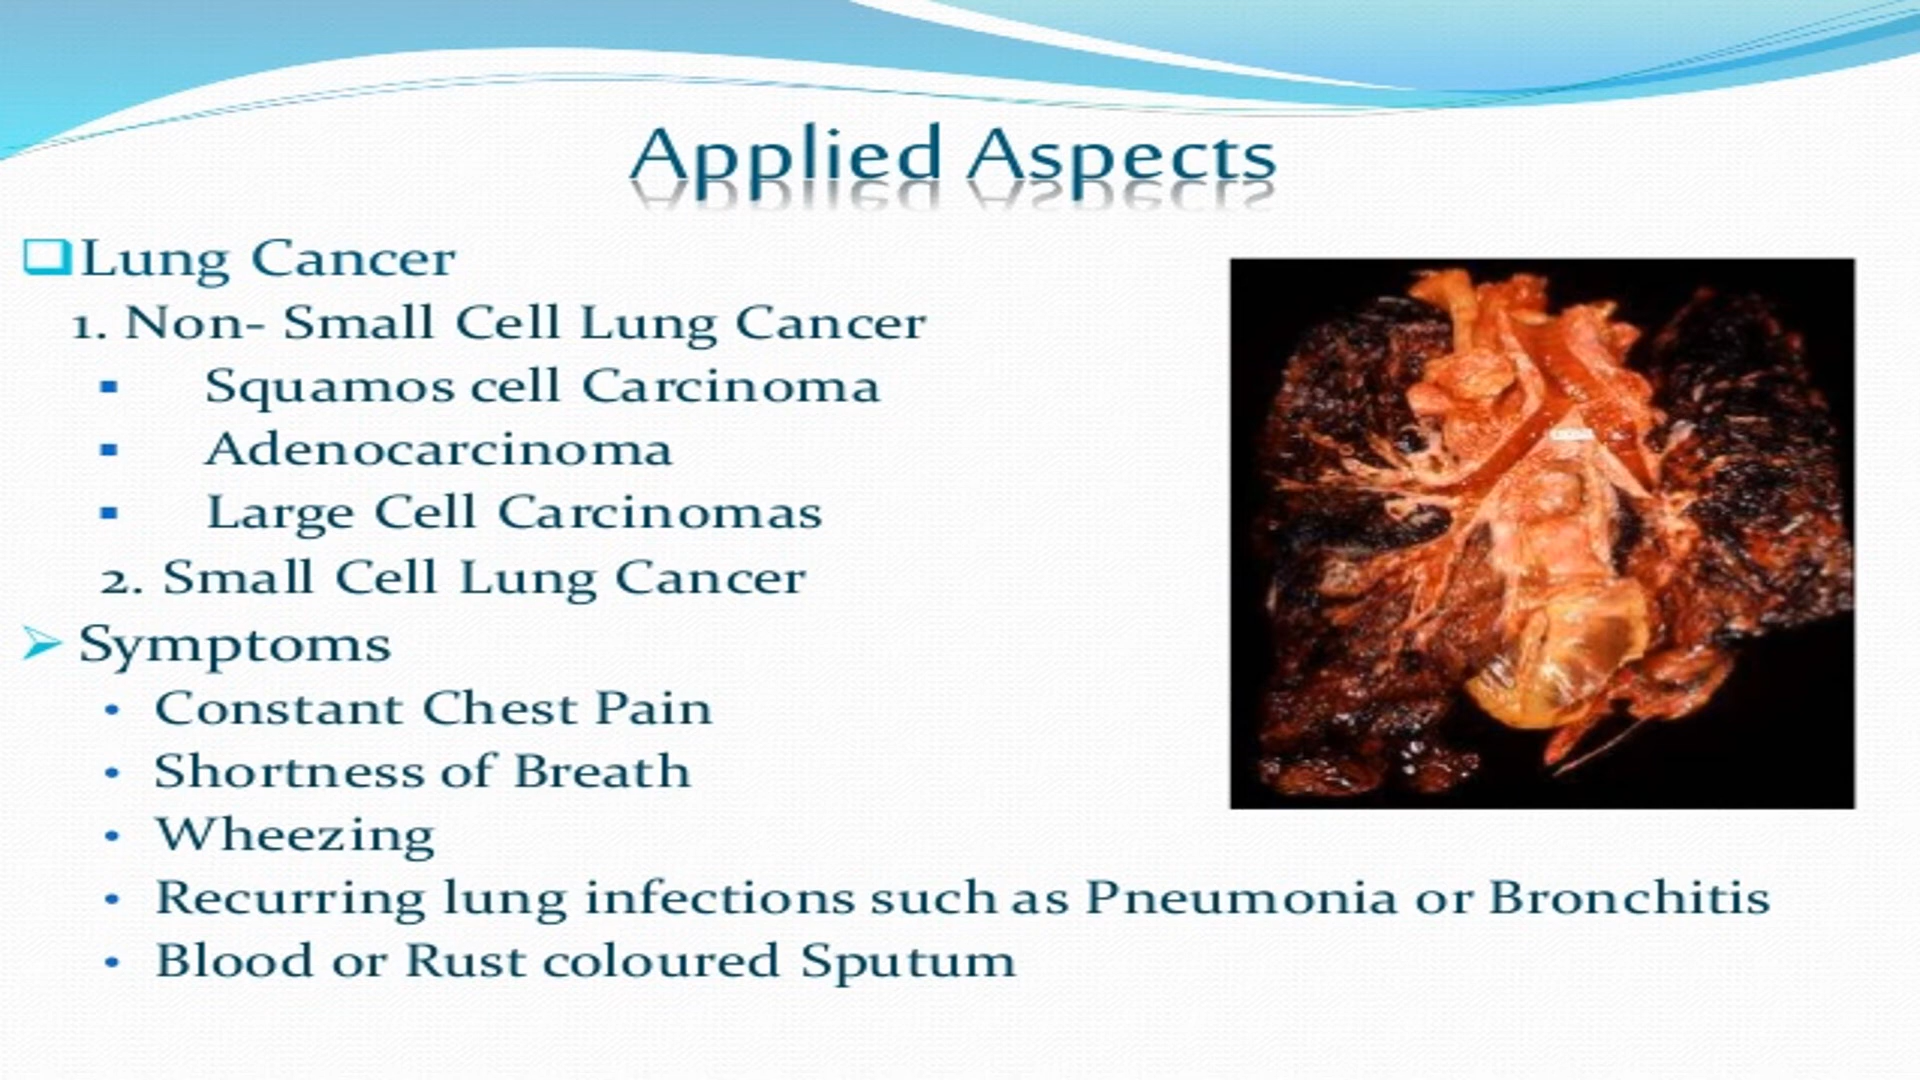 Applied Aspects
Lung Cancer
1. Non- Small Cell Lung Cancer
Squamos cell Carcinoma
Adenocarcinoma
Large Cell Carcinomas
2. Small Cell Lung Cancer
Symptoms
Constant Chest Pain
Shortness of Breath
Wheezing
Recurring lung infections such as Pneumonia or Bronchitis
Blood or Rust coloured Sputum